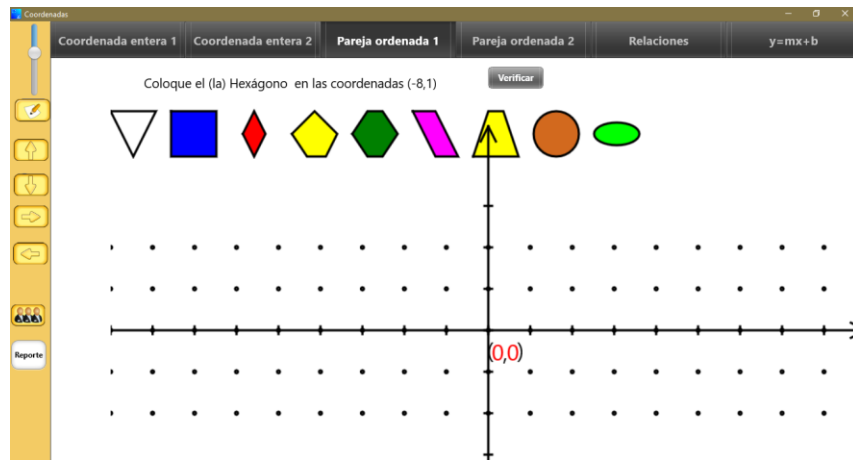 Coordenadas
Coordenada entera 1 Coordenada entera 2 Pareja ordenada 1 Pareja ordenada 2 Relaciones y=mx+b
Coloque el (la) Hexágono en las coordenadas (-8,1) Verificar
(0,0)
Reporte